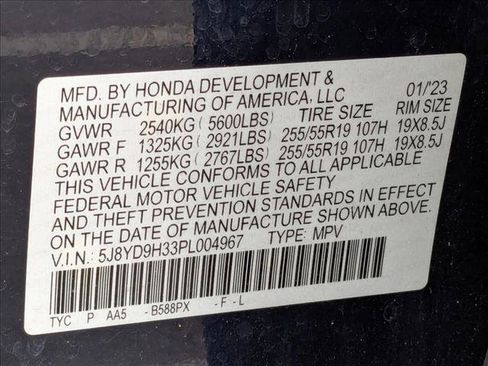 MFD. BY HONDA DEVELOPMENT &
MANUFACTURING OF AMERICA, LLC 01/'23
GVWR 2540KG ( 5600LBS) TIRE SIZE RIM SIZE
GAWR F 1325KG ( 2921LBS) 255/55R19 107H 19X8.5J
GAWR R 1255KG ( 2767LBS) 255/55R19 107H 19X8.5J
THIS VEHICLE CONFORMS TO ALL APPLICABLE
FEDERAL MOTOR VEHICLE SAFETY
AND THEFT PREVENTION STANDARDS IN EFFECT
ON THE DATE OF MANUFACTURE SHOWN ABOVE.
V.I.N.: 5J8YD9H33PL004967 TYPE: MPV
TYC P AA5 - B588PX - F - L